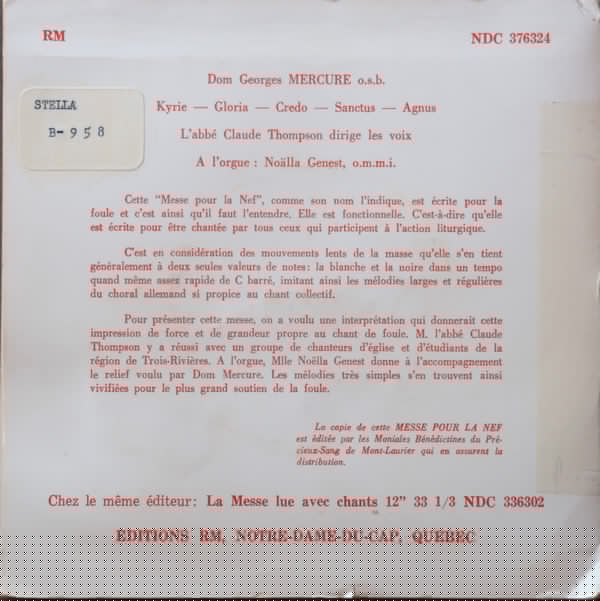 RM
NDC 376324
Dom Georges MERCURE o.s.b.
STELLA
B-958
Kyrie — Gloria — Credo — Sanctus — Agnus
L'abbé Claude Thompson dirige les voix
A l'orgue : Noälla Genest, o.m.m.i.
Cette "Messe pour la Nef", comme son nom l'indique, est écrite pour la
foule et c'est ainsi qu'il faut l'entendre. Elle est fonctionnelle. C'est-à-dire qu'elle
est écrite pour être chantée par tous ceux qui participent à l'action liturgique.
C'est en considération des mouvements lents de la masse qu'elle s'en tient
généralement à deux seules valeurs de notes : la blanche et la noire dans un tempo
quand même assez rapide de C barré, imitant ainsi les mélodies larges et régulières
du choral allemand si propice au chant collectif.
Pour présenter cette messe, on a voulu une interprétation qui donnerait cette
impression de force et de grandeur propre au chant de foule. M. l'abbé Claude
Thompson y a réussi avec un groupe de chanteurs d'église et d'étudiants de la
région de Trois-Rivières. A l'orgue, Mlle Noëlla Genest donne à l'accompagnement
le relief voulu par Dom Mercure. Les mélodies très simples s'en trouvent ainsi
vivifiées pour le plus grand soutien de la foule.
La copie de cette MESSE POUR LA NEF
est éditée par les Moniales Bénédictines du Pré-
cieux-Sang de Mont-Laurier qui en assurent la
distribution.
Chez le même éditeur: La Messe lue avec chants 12" 33 1/3 NDC 336302
EDITIONS RM, NOTRE-DAME-DU-CAP, QUEBEC